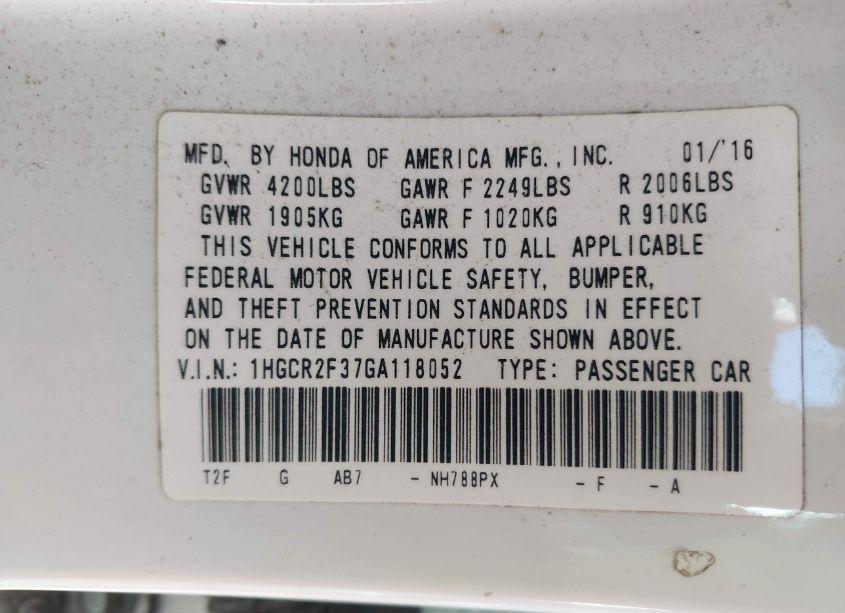 MFD. BY HONDA OF AMERICA MFG., INC. 01/'16
GVWR 4200LBS GAWR F 2249LBS R 2006LBS
GVWR 1905KG GAWR F 1020KG R 910KG
THIS VEHICLE CONFORMS TO ALL APPLICABLE
FEDERAL MOTOR VEHICLE SAFETY, BUMPER,
AND THEFT PREVENTION STANDARDS IN EFFECT
ON THE DATE OF MANUFACTURE SHOWN ABOVE.
V.I.N.: 1HGCR2F37GA118052 TYPE: PASSENGER CAR
T2F G AB7 - NH788PX - F - A